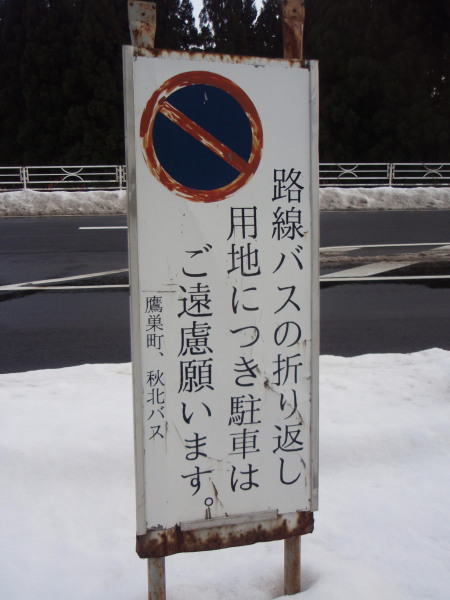 路線バスの折り返し
用地につき駐車は
ご遠慮願います。
鷹巣町、秋北バス